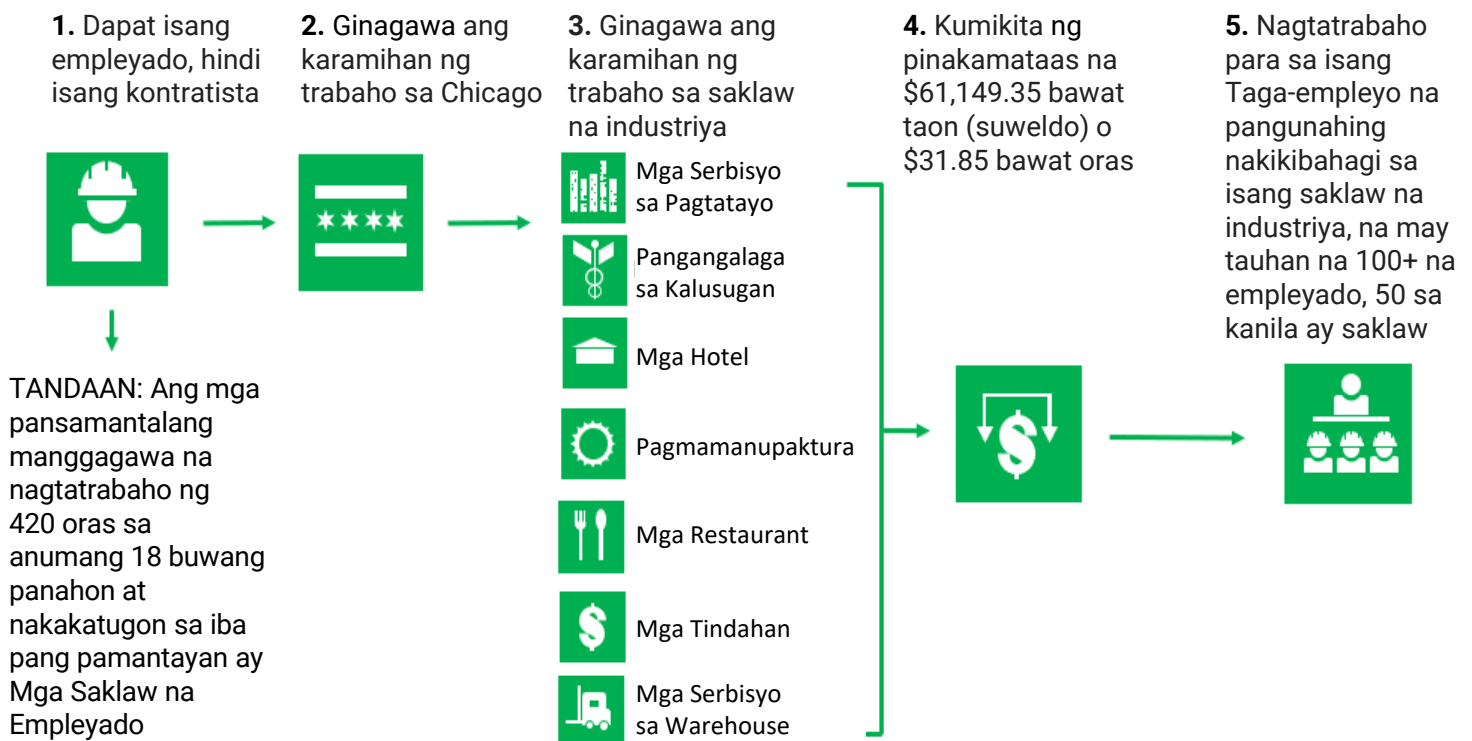 1. Dapat isang
empleyado, hindi
isang kontratista
TANDAAN: Ang mga
pansamantalang
manggagawa na
nagtatrabaho ng
420 oras sa
anumang 18 buwang
panahon at
nakakatugon sa iba
pang pamantayan ay
Mga Saklaw na
Empleyado
2. Ginagawa ang
karamihan ng
trabaho sa Chicago
3. Ginagawa ang
karamihan ng
trabaho sa saklaw
na industriya
Mga Serbisyo
sa Pagtatayo
Pangangalaga
sa Kalusugan
Mga Hotel
Pagmamanupaktura
Mga Restaurant
Mga Tindahan
Mga Serbisyo
sa Warehouse
4. Kumikita ng
pinakamataas na
$61,149.35 bawat
taon (suweldo) o
$31.85 bawat oras
5. Nagtatrabaho
para sa isang
Taga-empleyo na
pangunahing
nakikibahagi sa
isang saklaw na
industriya, na may
tauhan na 100+ na
empleyado, 50 sa
kanila ay saklaw